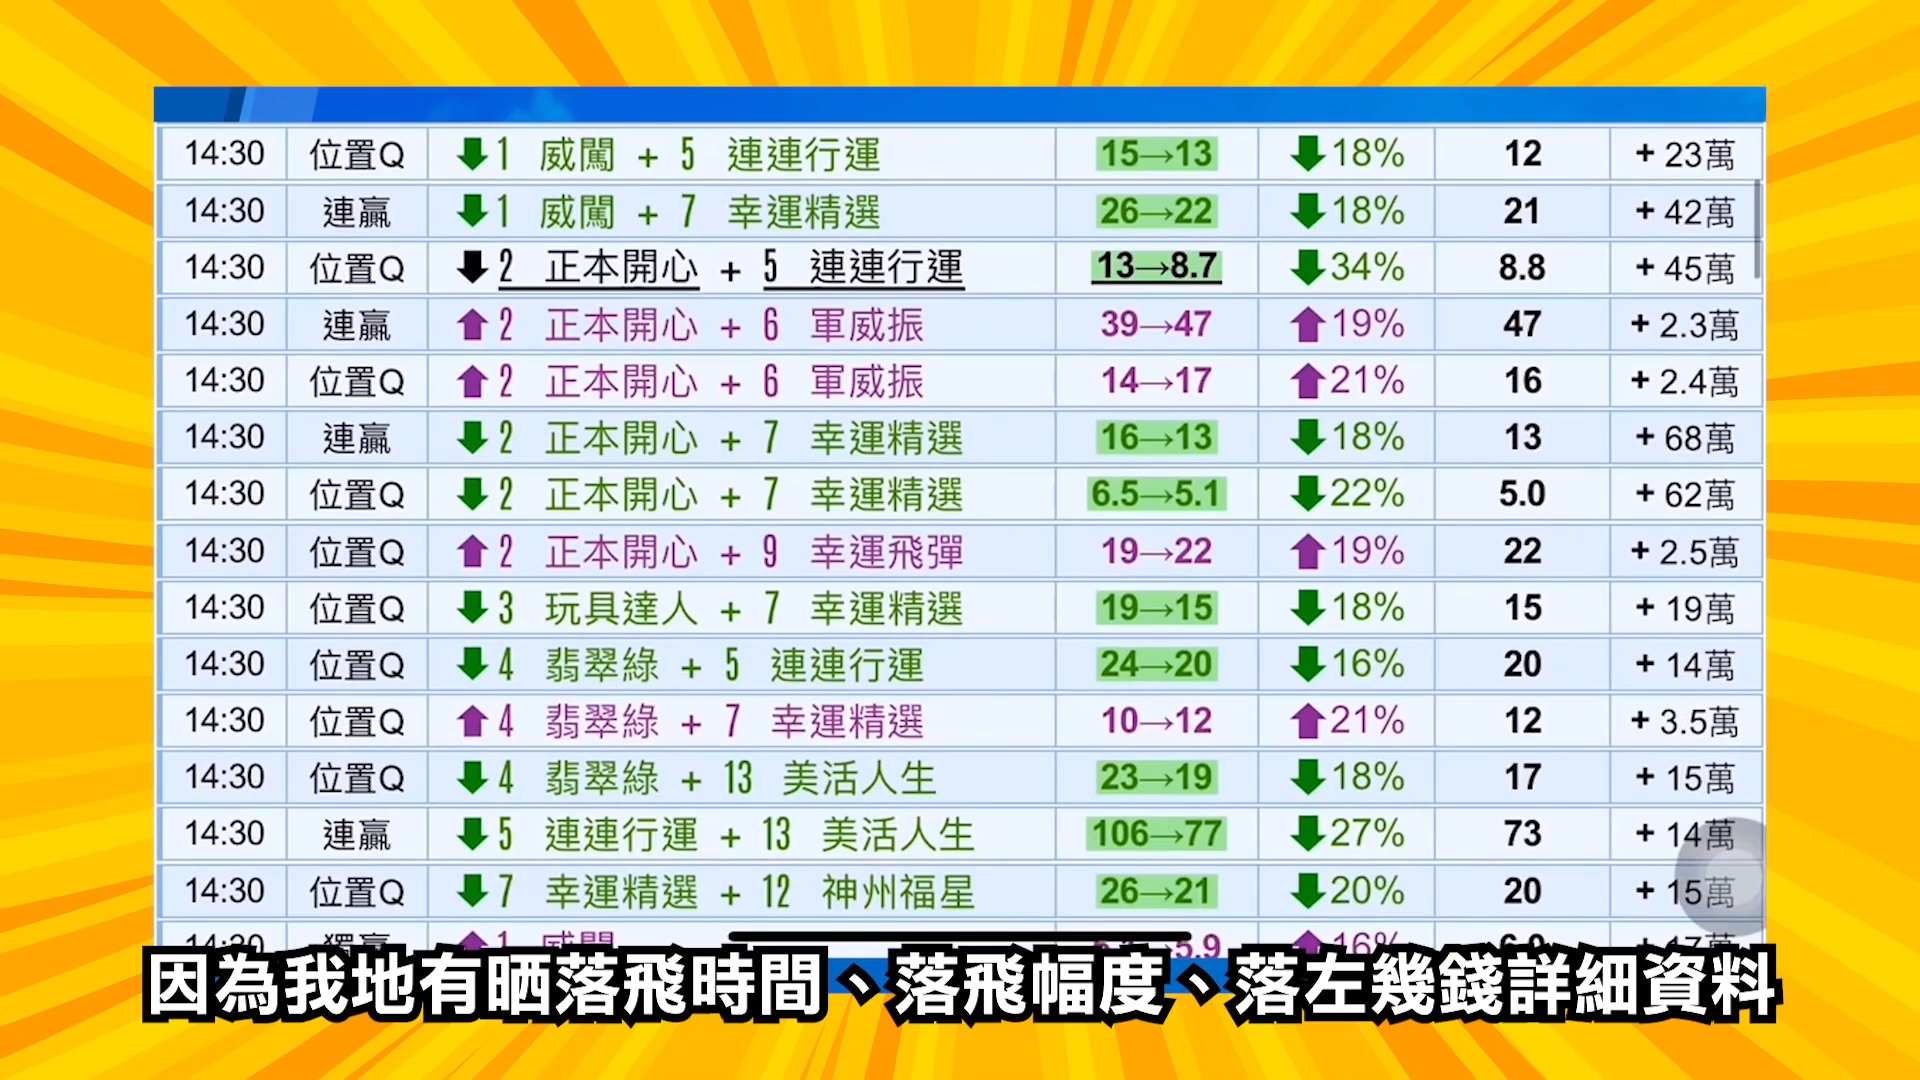 14:30 位置Q 1 威闖 + 5 連連行運 15→13 18% 12 + 23萬
14:30 連贏 1 威闖 + 7 幸運精選 26→22 18% 21 + 42萬
14:30 位置Q 2 正本開心 + 5 連連行運 13→8.7 34% 8.8 + 45萬
14:30 連贏 2 正本開心 + 6 軍威振 39→47 19% 47 + 2.3萬
14:30 位置Q 2 正本開心 + 6 軍威振 14→17 21% 16 + 2.4萬
14:30 連贏 2 正本開心 + 7 幸運精選 16→13 18% 13 + 68萬
14:30 位置Q 2 正本開心 + 7 幸運精選 6.5→5.1 22% 5.0 + 62萬
14:30 位置Q 2 正本開心 + 9 幸運飛彈 19→22 19% 22 + 2.5萬
14:30 位置Q 3 玩具達人 + 7 幸運精選 19→15 18% 15 + 19萬
14:30 位置Q 4 翡翠綠 + 5 連連行運 24→20 16% 20 + 14萬
14:30 位置Q 4 翡翠綠 + 7 幸運精選 10→12 21% 12 + 3.5萬
14:30 位置Q 4 翡翠綠 + 13 美活人生 23→19 18% 17 + 15萬
14:30 連贏 5 連連行運 + 13 美活人生 106→77 27% 73 + 14萬
14:30 位置Q 7 幸運精選 + 12 神州福星 26→21 20% 20 + 15萬
14:30 獨贏 1 威闖 5.9 16% + 17萬
因為我地有晒落飛時間、落飛幅度、落左幾錢詳細資料